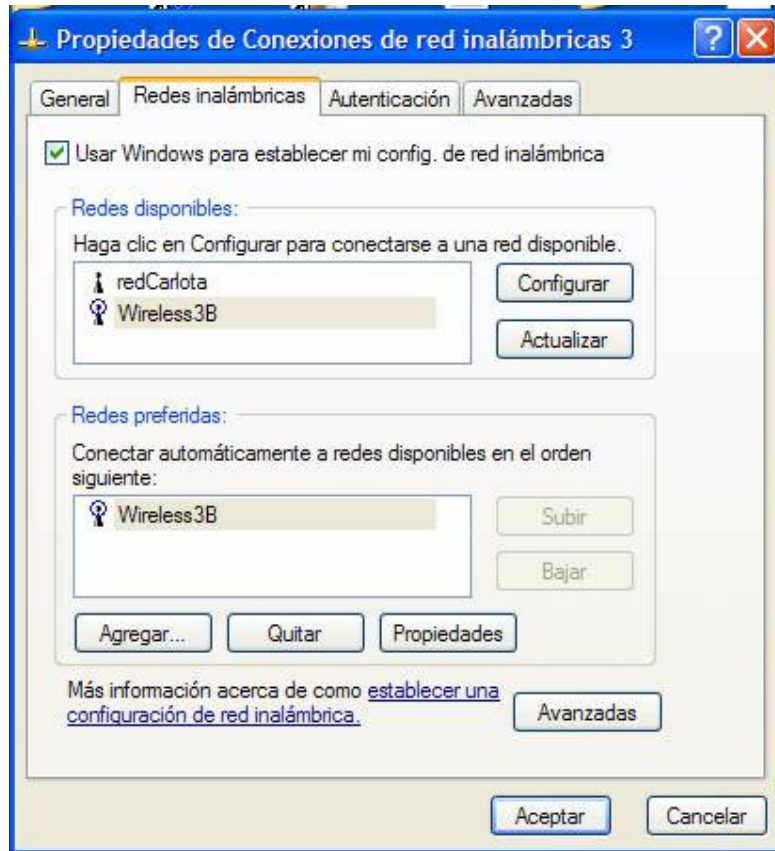 Propiedades de Conexiones de red inalámbricas 3
General Redes inalámbricas Autenticación Avanzadas
Usar Windows para establecer mi config. de red inalámbrica
Redes disponibles:
Haga clic en Configurar para conectarse a una red disponible.
redCarlota
Configurar
Wireless3B
Actualizar
Redes preferidas:
Conectar automáticamente a redes disponibles en el orden
siguiente:
Wireless3B
Subir
Bajar
Agregar... Quitar Propiedades
Más información acerca de como establecer una
configuración de red inalámbrica.
Avanzadas
Aceptar Cancelar